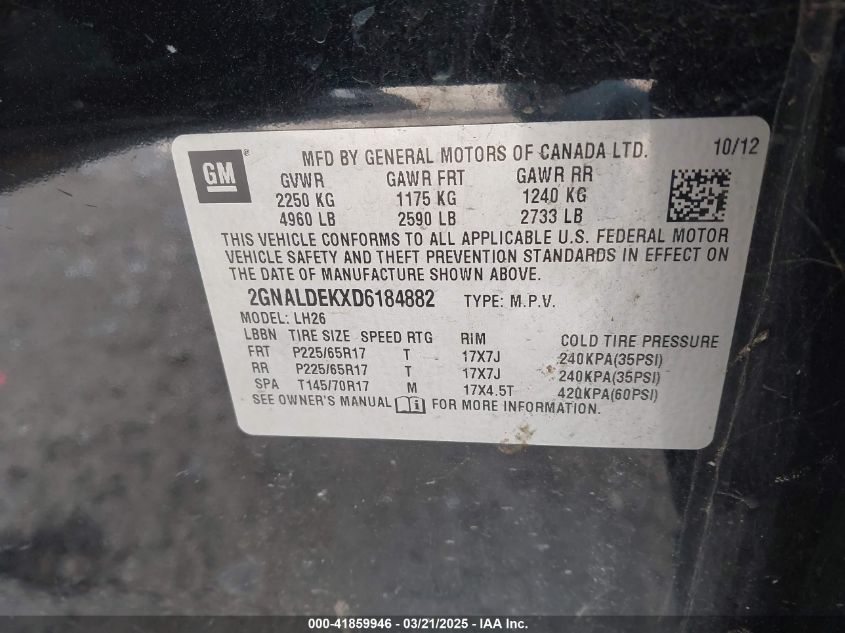 GM® MFD BY GENERAL MOTORS OF CANADA LTD. 10/12
GVWR GAWR FRT GAWR RR
2250 KG 1175 KG 1240 KG
4960 LB 2590 LB 2733 LB
THIS VEHICLE CONFORMS TO ALL APPLICABLE U.S. FEDERAL MOTOR
VEHICLE SAFETY AND THEFT PREVENTION STANDARDS IN EFFECT ON
THE DATE OF MANUFACTURE SHOWN ABOVE.
2GNALDEKXD6184882 TYPE: M.P.V.
MODEL: LH26
LBBN TIRE SIZE SPEED RTG RIM COLD TIRE PRESSURE
FRT P225/65R17 T 17X7J 240KPA(35PSI)
RR P225/65R17 T 17X7J 240KPA(35PSI)
SPA T145/70R17 M 17X4.5T 420KPA(60PSI)
SEE OWNER'S MANUAL i FOR MORE INFORMATION.
000-41859946 - 03/21/2025 - IAA Inc.